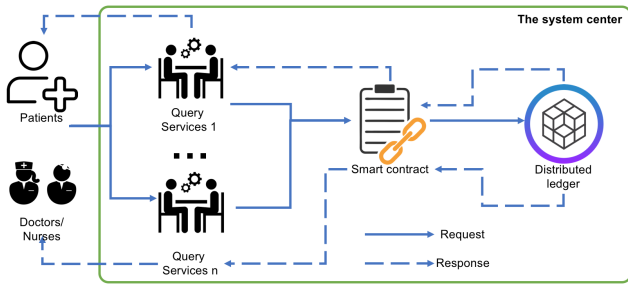 The system center
Patients
Query
Services 1
...
Smart contract
Distributed
ledger
Doctors/
Nurses
Query
Services n
Request
Response